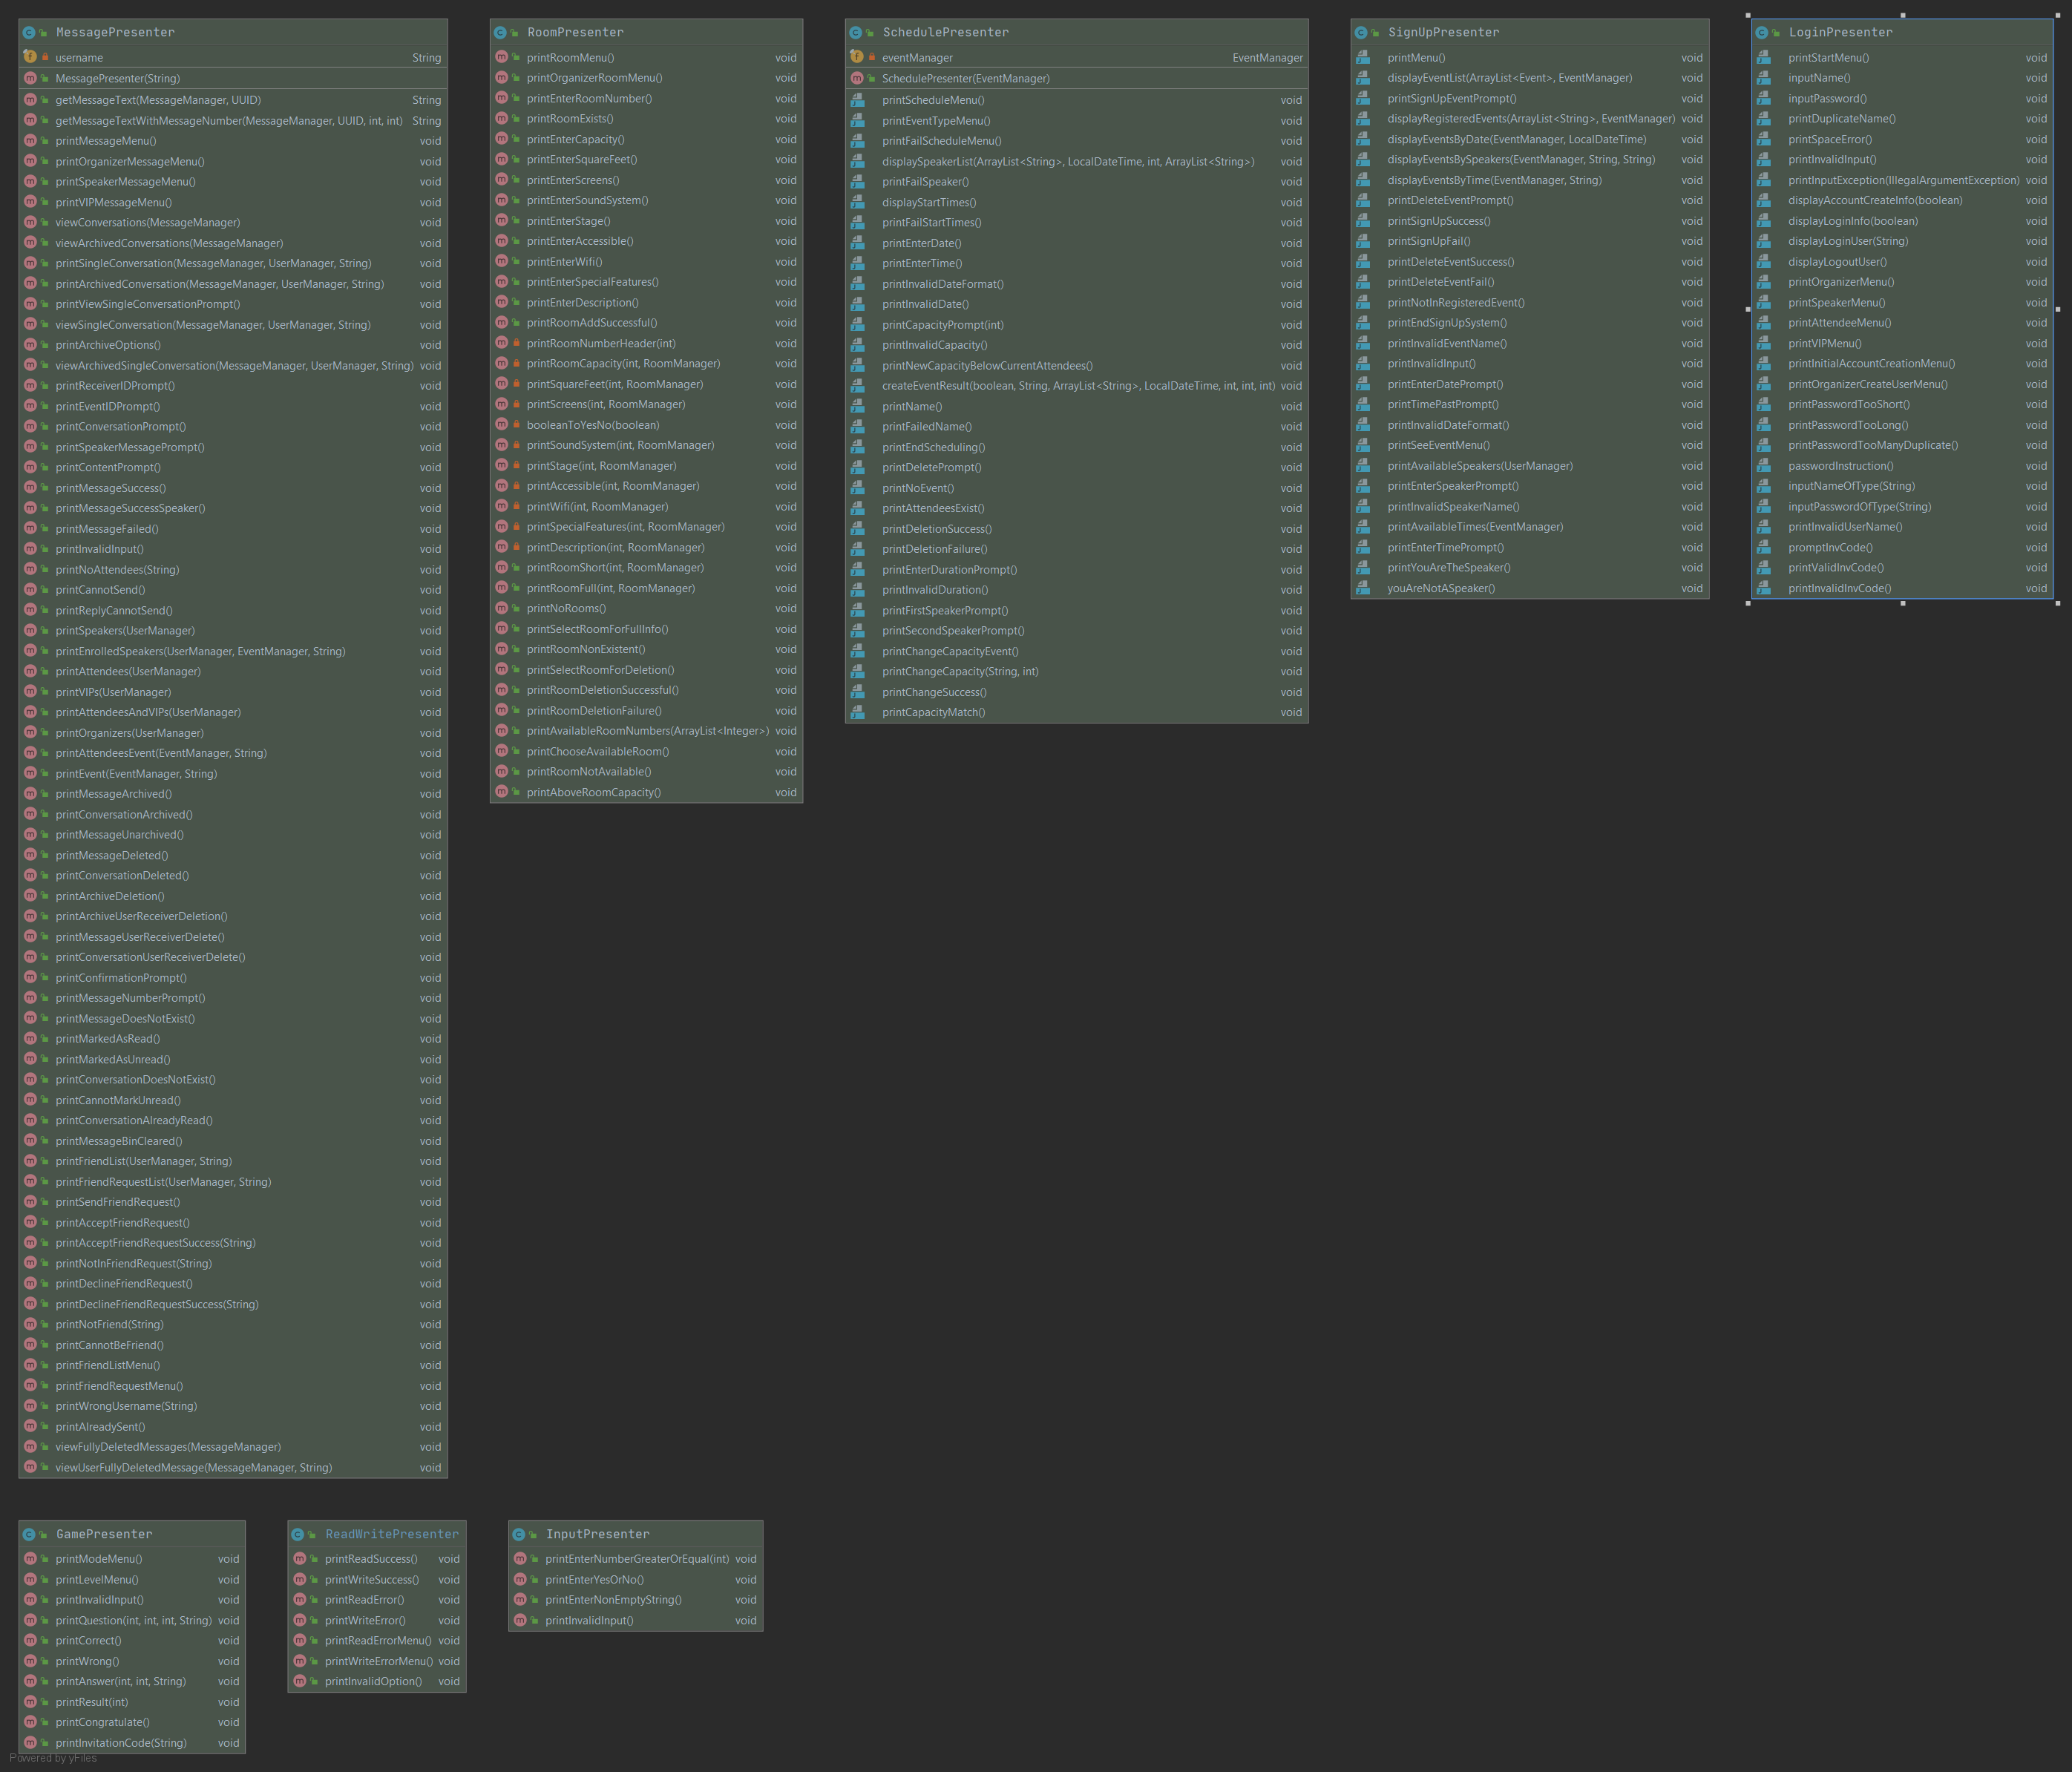 MessagePresenter
username String
MessagePresenter(String)
getMessageText(MessageManager, UUID) String
getMessageTextWithMessageNumber(MessageManager, UUID, int, int) String
printMessageMenu() void
printOrganizerMessageMenu() void
printSpeakerMessageMenu() void
printVIPMessageMenu() void
viewConversations(MessageManager) void
viewArchivedConversations(MessageManager) void
printSingleConversation(MessageManager, UserManager, String) void
printArchivedConversation(MessageManager, UserManager, String) void
printViewSingleConversationPrompt() void
viewSingleConversation(MessageManager, UserManager, String) void
printArchiveOptions() void
viewArchivedSingleConversation(MessageManager, UserManager, String) void
printReceiverIDPrompt() void
printEventIDPrompt() void
printConversationPrompt() void
printSpeakerMessagePrompt() void
printContentPrompt() void
printMessageSuccess() void
printMessageSuccessSpeaker() void
printMessageFailed() void
printInvalidInput() void
printNoAttendees(String) void
printCannotSend() void
printReplyCannotSend() void
printSpeakers(UserManager) void
printEnrolledSpeakers(UserManager, EventManager, String) void
printAttendees(UserManager) void
printVIPs(UserManager) void
printAttendeesAndVIPs(UserManager) void
printOrganizers(UserManager) void
printAttendeesEvent(EventManager, String) void
printEvent(EventManager, String) void
printMessageArchived() void
printConversationArchived() void
printMessageUnarchived() void
printMessageDeleted() void
printConversationDeleted() void
printArchiveDeletion() void
printArchiveUserReceiverDeletion() void
printMessageUserReceiverDelete() void
printConversationUserReceiverDelete() void
printConfirmationPrompt() void
printMessageNumberPrompt() void
printMessageDoesNotExist() void
printMarkedAsRead() void
printMarkedAsUnread() void
printConversationDoesNotExist() void
printCannotMarkUnread() void
printConversationAlreadyRead() void
printMessageBinCleared() void
printFriendList(UserManager, String) void
printFriendRequestList(UserManager, String) void
printSendFriendRequest() void
printAcceptFriendRequest() void
printAcceptFriendRequestSuccess(String) void
printNotInFriendRequest(String) void
printDeclineFriendRequest() void
printDeclineFriendRequestSuccess(String) void
printNotFriend(String) void
printCannotBeFriend() void
printFriendListMenu() void
printFriendRequestMenu() void
printWrongUsername(String) void
printAlreadySent() void
viewFullyDeletedMessages(MessageManager) void
viewUserFullyDeletedMessage(MessageManager, String) void
RoomPresenter
printRoomMenu() void
printOrganizerRoomMenu() void
printEnterRoomNumber() void
printRoomExists() void
printEnterCapacity() void
printEnterSquareFeet() void
printEnterScreens() void
printEnterSoundSystem() void
printEnterStage() void
printEnterAccessible() void
printEnterWifi() void
printEnterSpecialFeatures() void
printEnterDescription() void
printRoomAddSuccessful() void
printRoomNumberHeader(int) void
printRoomCapacity(int, RoomManager) void
printSquareFeet(int, RoomManager) void
printScreens(int, RoomManager) void
booleanToYesNo(boolean) void
printSoundSystem(int, RoomManager) void
printStage(int, RoomManager) void
printAccessible(int, RoomManager) void
printWifi(int, RoomManager) void
printSpecialFeatures(int, RoomManager) void
printDescription(int, RoomManager) void
printRoomShort(int, RoomManager) void
printRoomFull(int, RoomManager) void
printNoRooms() void
printSelectRoomForFullInfo() void
printRoomNonExistent() void
printSelectRoomForDeletion() void
printRoomDeletionSuccessful() void
printRoomDeletionFailure() void
printAvailableRoomNumbers(ArrayList<Integer>) void
printChooseAvailableRoom() void
printRoomNotAvailable() void
printAboveRoomCapacity() void
SchedulePresenter
eventManager EventManager
SchedulePresenter(EventManager)
printScheduleMenu() void
printEventTypeMenu() void
printFailScheduleMenu() void
displaySpeakerList(ArrayList<String>, LocalDateTime, int, ArrayList<String>) void
printFailSpeaker() void
displayStartTimes() void
printFailStartTimes() void
printEnterDate() void
printEnterTime() void
printInvalidDateFormat() void
printInvalidDate() void
printCapacityPrompt(int) void
printInvalidCapacity() void
printNewCapacityBelowCurrentAttendees() void
createEventResult(boolean, String, ArrayList<String>, LocalDateTime, int, int, int) void
printName() void
printFailedName() void
printEndScheduling() void
printDeletePrompt() void
printNoEvent() void
printAttendeesExist() void
printDeletionSuccess() void
printDeletionFailure() void
printEnterDurationPrompt() void
printInvalidDuration() void
printFirstSpeakerPrompt() void
printSecondSpeakerPrompt() void
printChangeCapacityEvent() void
printChangeCapacity(String, int) void
printChangeSuccess() void
printCapacityMatch() void
SignUpPresenter
printMenu() void
displayEventList(ArrayList<Event>, EventManager) void
printSignUpEventPrompt() void
displayRegisteredEvents(ArrayList<String>, EventManager) void
displayEventsByDate(EventManager, LocalDateTime) void
displayEventsBySpeakers(EventManager, String, String) void
displayEventsByTime(EventManager, String) void
printDeleteEventPrompt() void
printSignUpSuccess() void
printSignUpFail() void
printDeleteEventSuccess() void
printDeleteEventFail() void
printNotInRegisteredEvent() void
printEndSignUpSystem() void
printInvalidEventName() void
printInvalidInput() void
printEnterDatePrompt() void
printTimePastPrompt() void
printInvalidDateFormat() void
printSeeEventMenu() void
printAvailableSpeakers(UserManager) void
printEnterSpeakerPrompt() void
printInvalidSpeakerName() void
printAvailableTimes(EventManager) void
printEnterTimePrompt() void
printYouAreTheSpeaker() void
youAreNotASpeaker() void
LoginPresenter
printStartMenu() void
inputName() void
inputPassword() void
printDuplicateName() void
printSpaceError() void
printInvalidInput() void
printInputException(IllegalArgumentException) void
displayAccountCreateInfo(boolean) void
displayLoginInfo(boolean) void
displayLoginUser(String) void
displayLogoutUser() void
printOrganizerMenu() void
printSpeakerMenu() void
printAttendeeMenu() void
printVIPMenu() void
printInitialAccountCreationMenu() void
printOrganizerCreateUserMenu() void
printPasswordTooShort() void
printPasswordTooLong() void
printPasswordTooManyDuplicate() void
passwordInstruction() void
inputNameOfType(String) void
inputPasswordOfType(String) void
printInvalidUserName() void
promptInvCode() void
printValidInvCode() void
printInvalidInvCode() void
GamePresenter
printModeMenu() void
printLevelMenu() void
printInvalidInput() void
printQuestion(int, int, int, String) void
printCorrect() void
printWrong() void
printAnswer(int, int, String) void
printResult(int) void
printCongratulate() void
printInvitationCode(String) void
ReadWritePresenter
printReadSuccess() void
printWriteSuccess() void
printReadError() void
printWriteError() void
printReadErrorMenu() void
printWriteErrorMenu() void
printInvalidOption() void
InputPresenter
printEnterNumberGreaterOrEqual(int) void
printEnterYesOrNo() void
printEnterNonEmptyString() void
printInvalidInput() void
Powered by yFiles